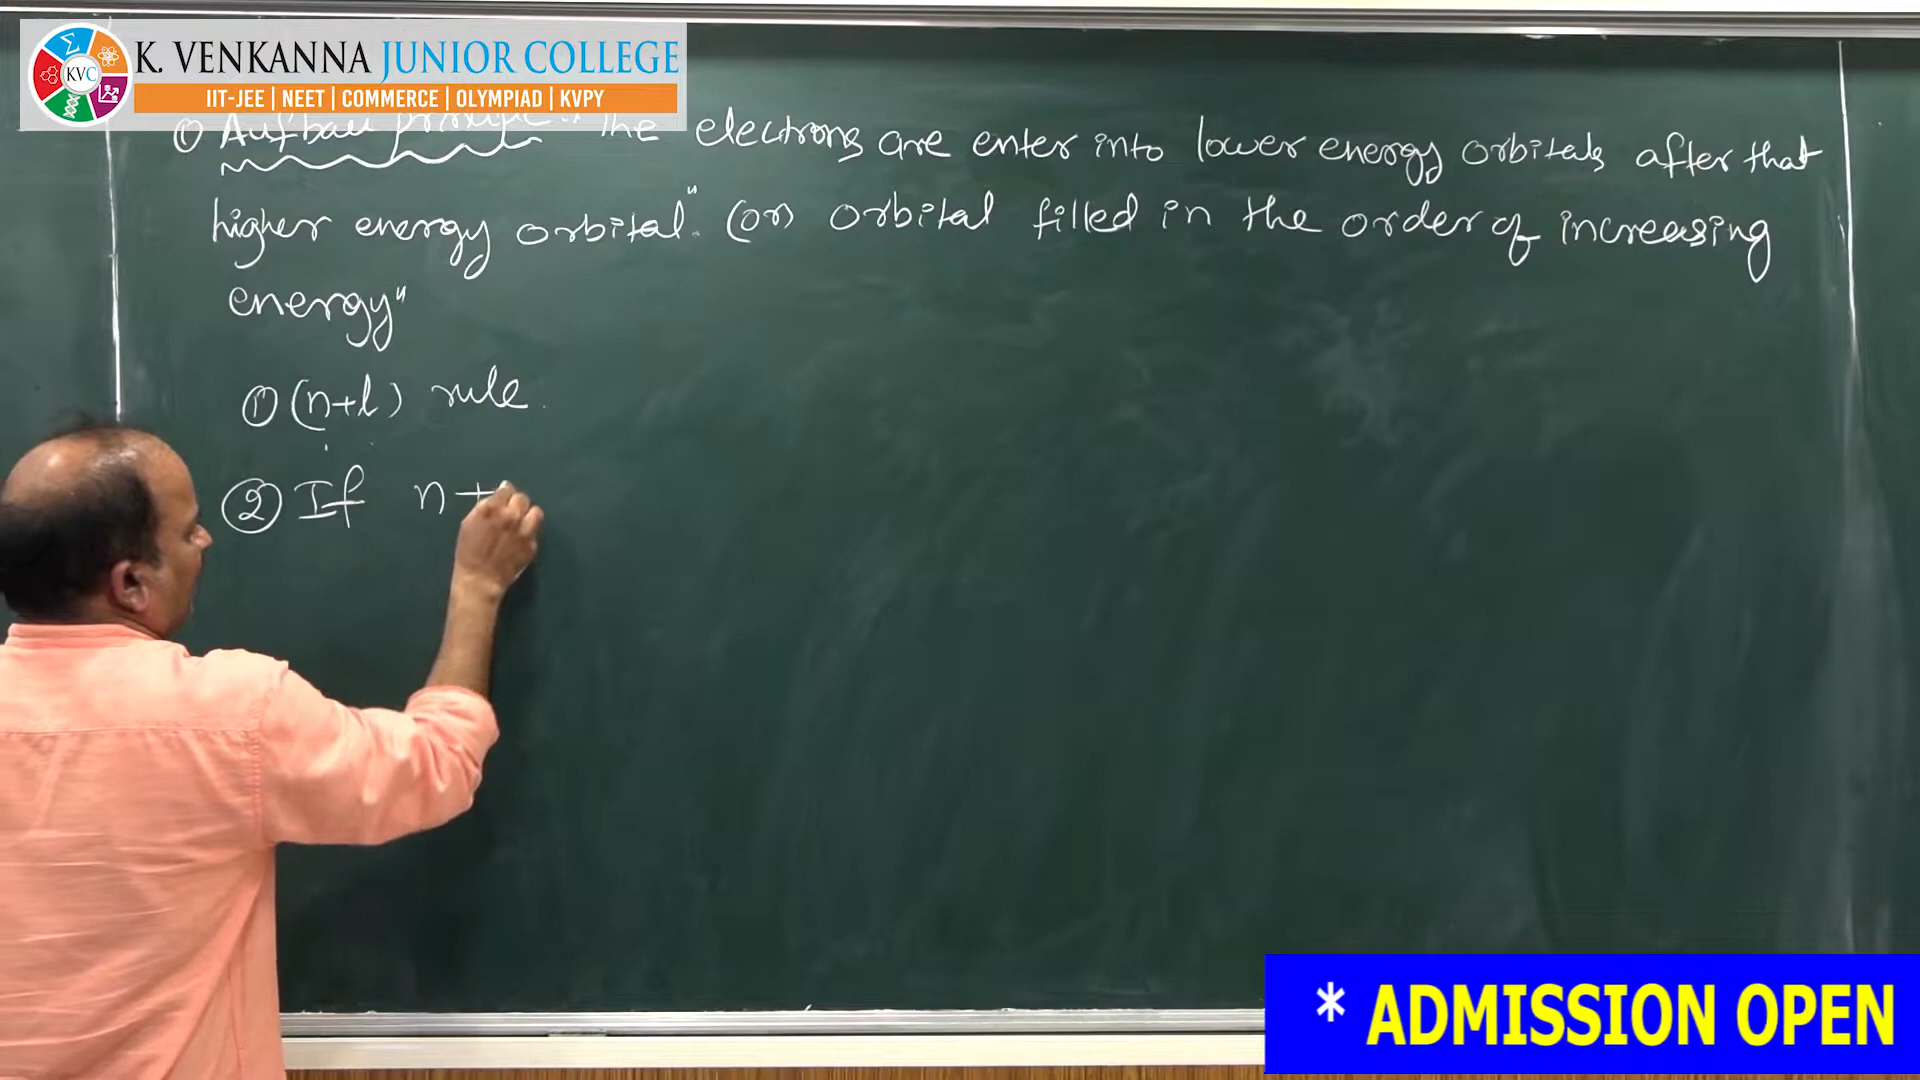 K. VENKANNA JUNIOR COLLEGE
KVC
IIT-JEE | NEET | COMMERCE | OLYMPIAD | KVPY
① Aufbau principle : The electrons are enter into lower energy orbitals after that
higher energy orbital" (or) orbital filled in the order of increasing
energy"
① (n+l) rule
② If n +
* ADMISSION OPEN